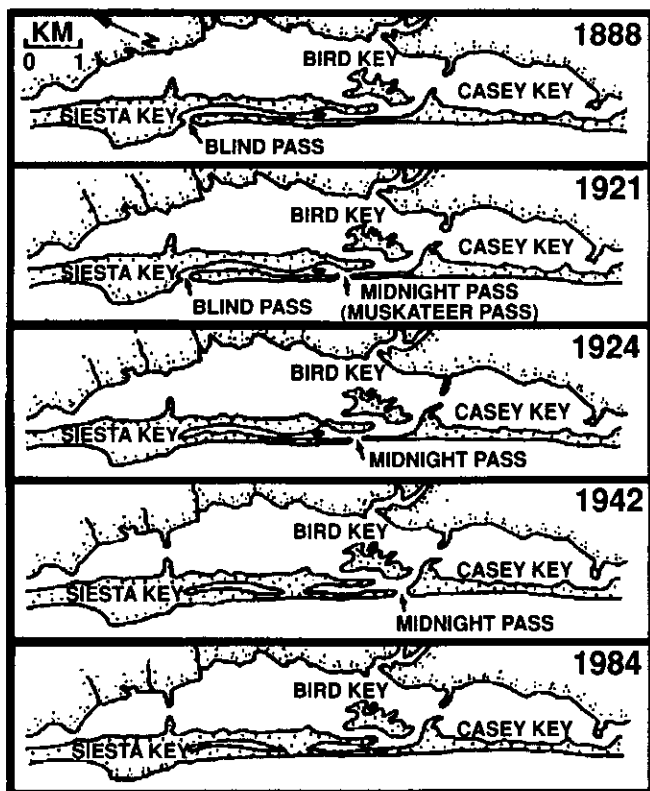 KM
N
0 1
1888
BIRD KEY
CASEY KEY
SIESTA KEY
BLIND PASS
1921
BIRD KEY
CASEY KEY
SIESTA KEY
BLIND PASS
MIDNIGHT PASS
(MUSKATEER PASS)
1924
BIRD KEY
CASEY KEY
SIESTA KEY
MIDNIGHT PASS
1942
BIRD KEY
CASEY KEY
SIESTA KEY
MIDNIGHT PASS
1984
BIRD KEY
CASEY KEY
SIESTA KEY